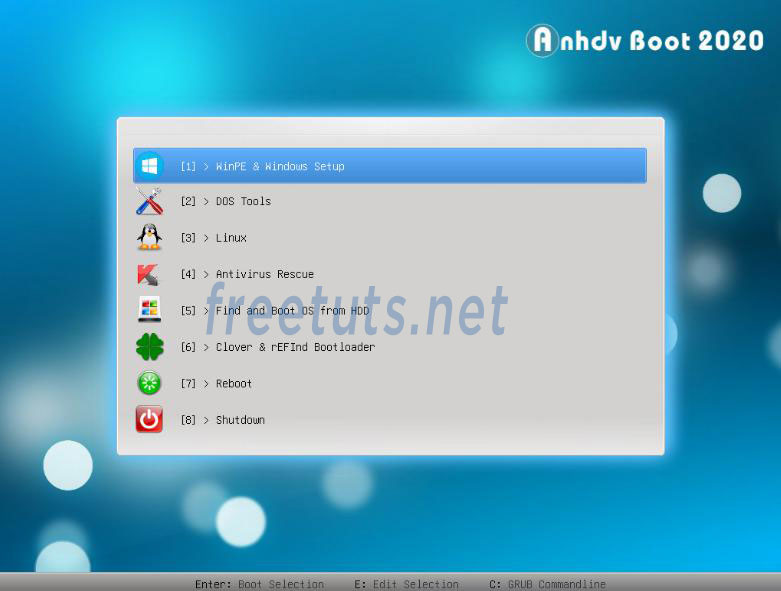 Anhdv Boot 2020
[1] > WinPE & Windows Setup
[2] > DOS Tools
[3] > Linux
[4] > Antivirus Rescue
freetuts.net
[5] > Find and Boot OS from HDD
[6] > Clover & rEFInd Bootloader
[7] > Reboot
[8] > Shutdown
Enter: Boot Selection E: Edit Selection C: GRUB Commandline